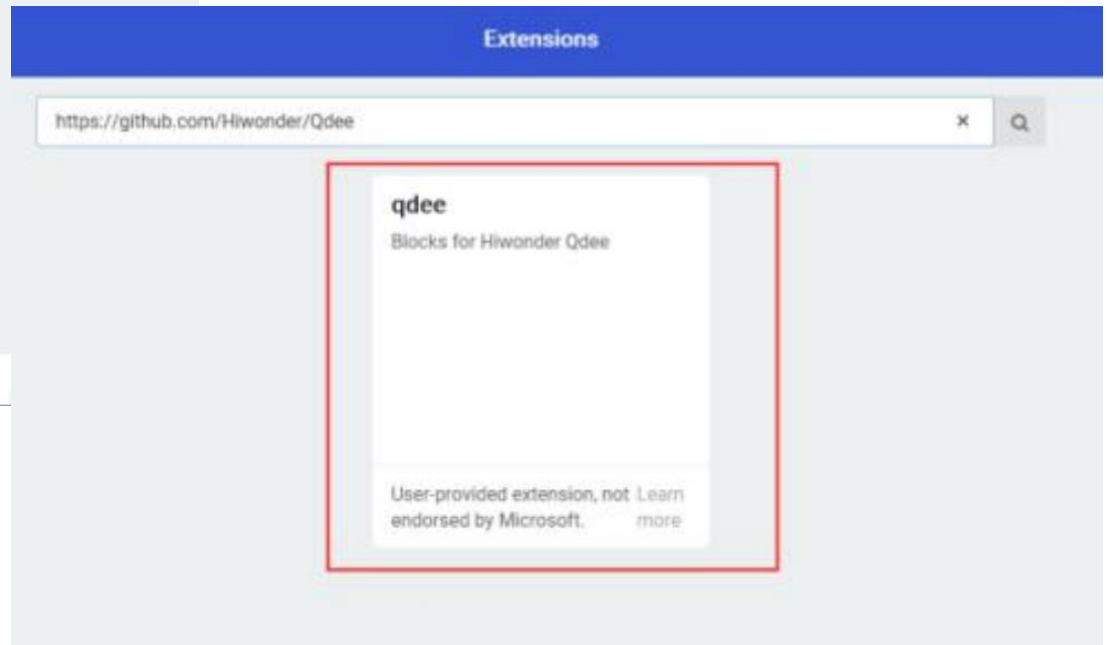 Extensions
https://github.com/Hiwonder/Qdee
qdee
Blocks for Hiwonder Qdee
User-provided extension, not Learn
endorsed by Microsoft. more